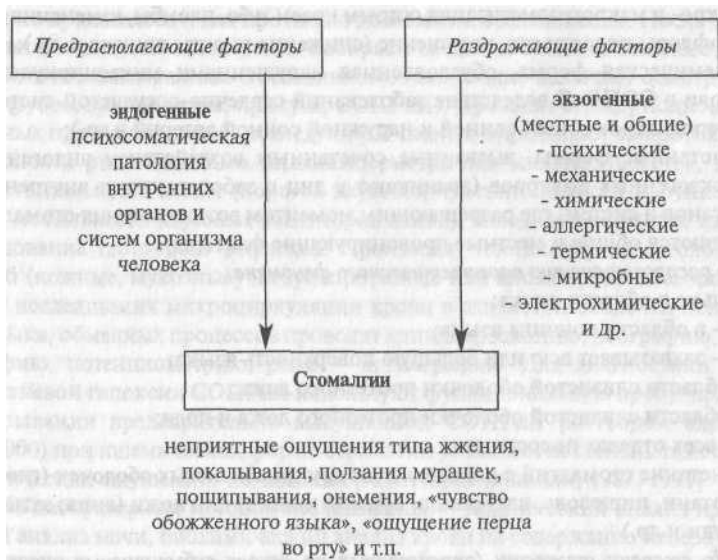 Предрасполагающие факторы
Раздражающие факторы
эндогенные
психосоматическая
патология
внутренних
органов и
систем организма
человека
экзогенные
(местные и общие)
- психические
- механические
- химические
- аллергические
- термические
- микробные
- электрохимические
и др.
Стомалгии
неприятные ощущения типа жжения,
покалывания, ползания мурашек,
пощипывания, онемения, «чувство
обожженного языка», «ощущение перца
во рту» и т.п.